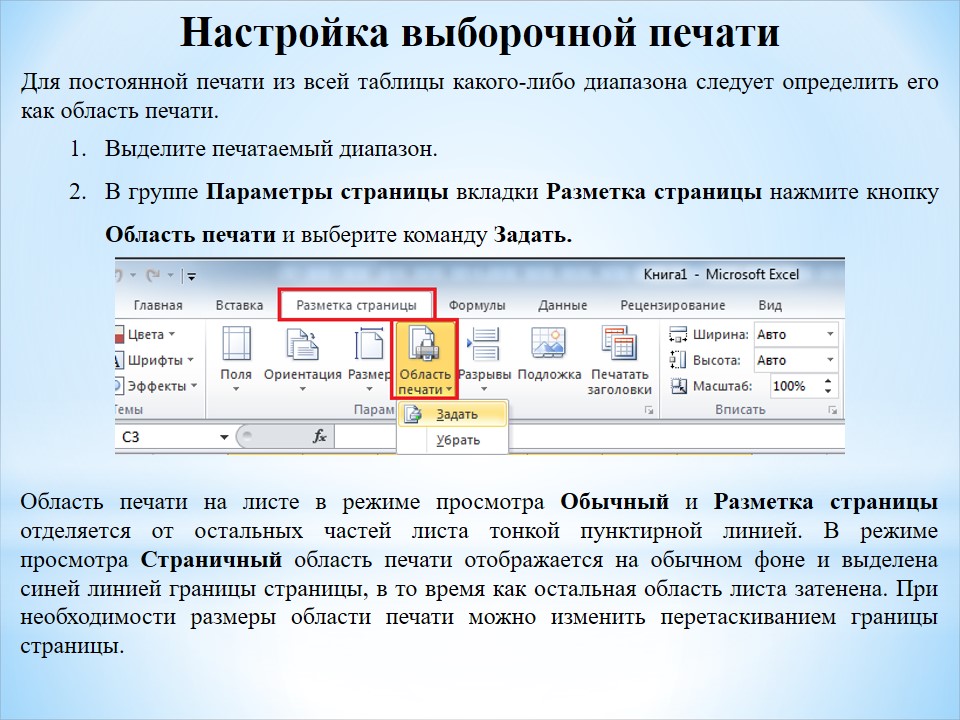 Настройка выборочной печати
Для постоянной печати из всей таблицы какого-либо диапазона следует определить его
как область печати.
1. Выделите печатаемый диапазон.
2. В группе Параметры страницы вкладки Разметка страницы нажмите кнопку
Область печати и выберите команду Задать.
Книга1 - Microsoft Excel
Главная Вставка Разметка страницы Формулы Данные Рецензирование Вид
Цвета
Шрифты
Эффекты
Темы
Поля
Ориентация
Размер
Область
печати
Разрывы
Подложка
Печатать
заголовки
Парам
Ширина: Авто
Высота: Авто
Масштаб: 100%
Вписать
Задать
Убрать
C3 fx
Область печати на листе в режиме просмотра Обычный и Разметка страницы
отделяется от остальных частей листа тонкой пунктирной линией. В режиме
просмотра Страничный область печати отображается на обычном фоне и выделена
синей линией границы страницы, в то время как остальная область листа затенена. При
необходимости размеры области печати можно изменить перетаскиванием границы
страницы.